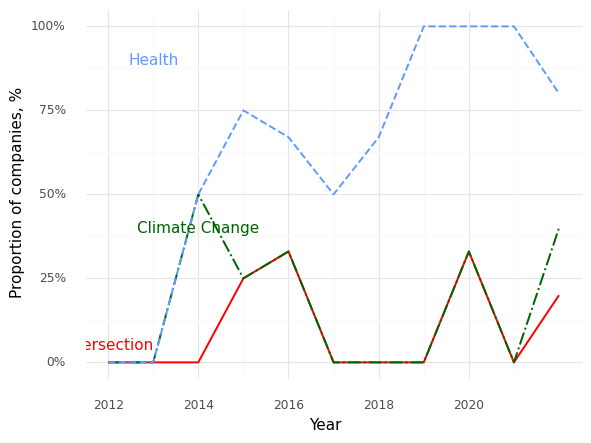 100%
Health
75%
50%
Climate Change
25%
ersection
0%
2012 2014 2016 2018 2020
Year
Proportion of companies, %